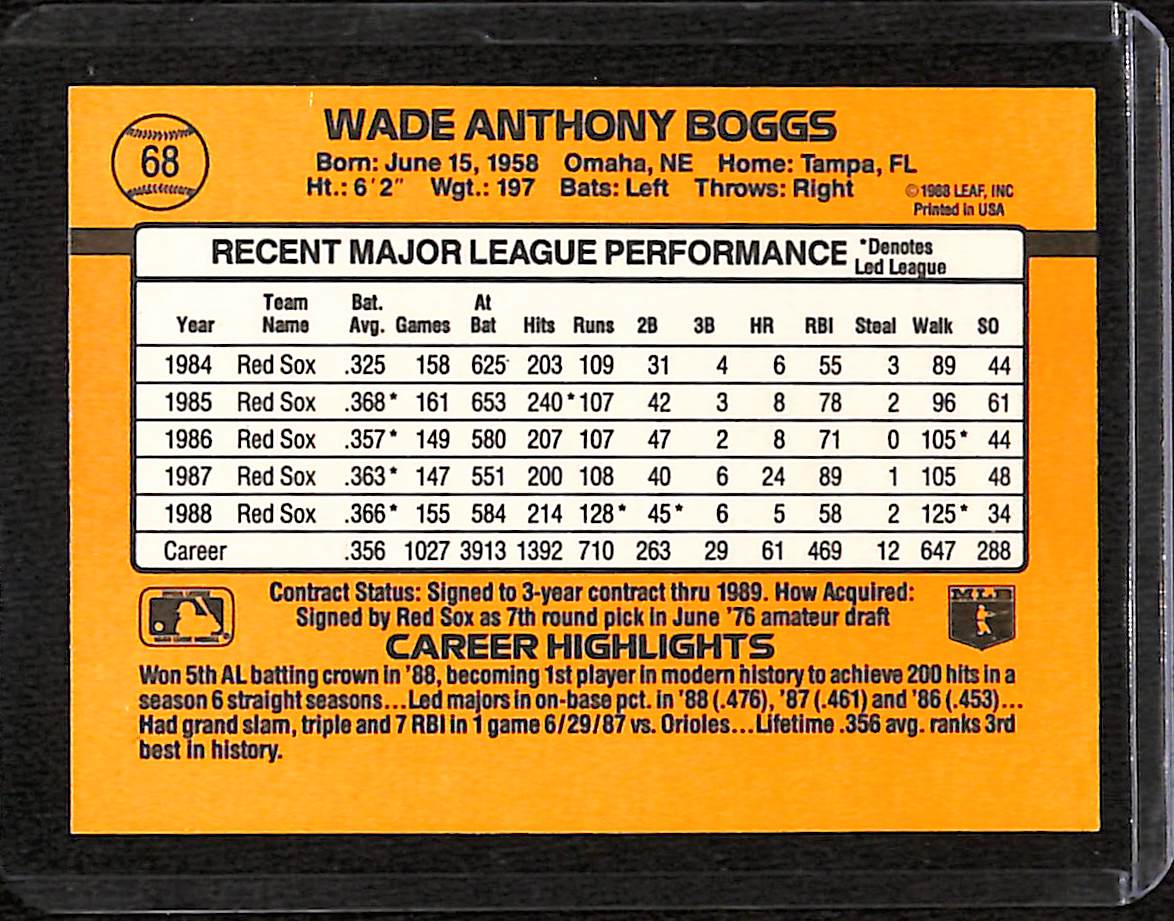 68
WADE ANTHONY BOGGS
Born: June 15, 1958 Omaha, NE Home: Tampa, FL
Ht.: 6'2" Wgt.: 197 Bats: Left Throws: Right
©1988 LEAF, INC
Printed in USA
RECENT MAJOR LEAGUE PERFORMANCE *Denotes Led League
Year Team Name Bat. Avg. Games At Bat Hits Runs 2B 3B HR RBI Steal Walk SO
1984 Red Sox .325 158 625 203 109 31 4 6 55 3 89 44
1985 Red Sox .368* 161 653 240* 107 42 3 8 78 2 96 61
1986 Red Sox .357* 149 580 207 107 47 2 8 71 0 105* 44
1987 Red Sox .363* 147 551 200 108 40 6 24 89 1 105 48
1988 Red Sox .366* 155 584 214 128* 45* 6 5 58 2 125* 34
Career .356 1027 3913 1392 710 263 29 61 469 12 647 288
Contract Status: Signed to 3-year contract thru 1989. How Acquired:
Signed by Red Sox as 7th round pick in June '76 amateur draft
MLB
CAREER HIGHLIGHTS
Won 5th AL batting crown in '88, becoming 1st player in modern history to achieve 200 hits in a
season 6 straight seasons...Led majors in on-base pct. in '88 (.476), '87 (.461) and '86 (.453)...
Had grand slam, triple and 7 RBI in 1 game 6/29/87 vs. Orioles...Lifetime .356 avg. ranks 3rd
best in history.